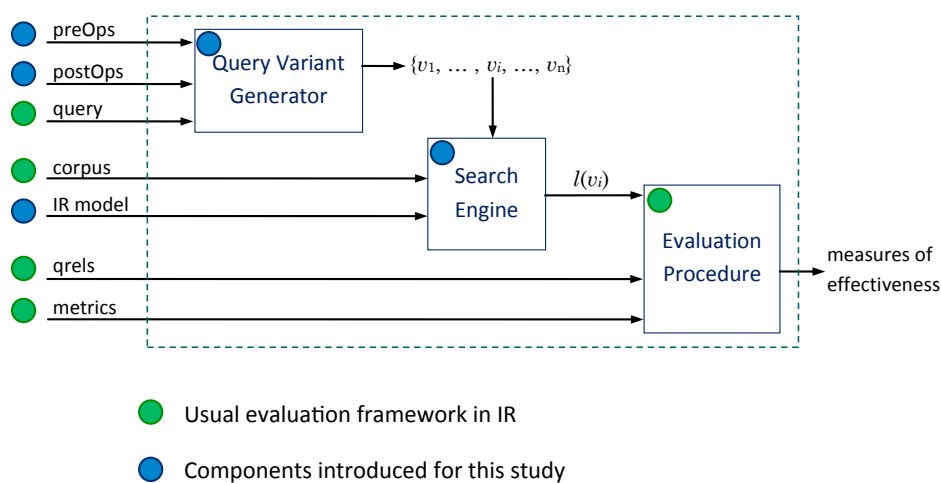 preOps
postOps
query
corpus
IR model
qrels
metrics
Query Variant
Generator
{v1, … , vi, …, vn}
Search
Engine
l(vi)
Evaluation
Procedure
measures of
effectiveness
Usual evaluation framework in IR
Components introduced for this study